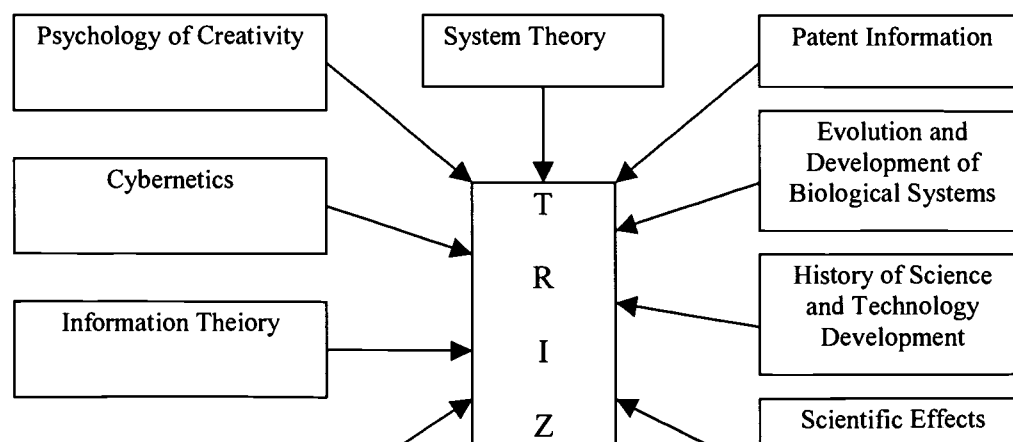 Psychology of Creativity
System Theory
Patent Information
Evolution and
Development of
Biological Systems
Cybernetics
T
R
I
Z
History of Science
and Technology
Development
Information Theiory
Scientific Effects